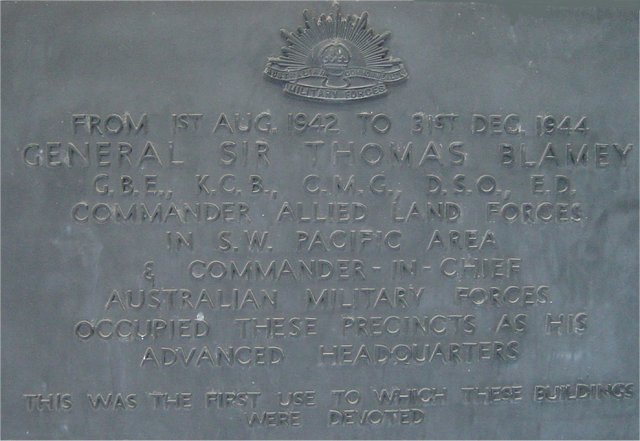 AUSTRALIAN COMMONWEALTH
MILITARY FORCES
FROM 1ST AUG. 1942 TO 31ST DEC. 1944
GENERAL SIR THOMAS BLAMEY
G.B.E., K.C.B., C.M.G., D.S.O., E.D.
COMMANDER ALLIED LAND FORCES
IN S.W. PACIFIC AREA
& COMMANDER-IN-CHIEF
AUSTRALIAN MILITARY FORCES.
OCCUPIED THESE PRECINCTS AS HIS
ADVANCED HEADQUARTERS
THIS WAS THE FIRST USE TO WHICH THESE BUILDINGS
WERE DEVOTED